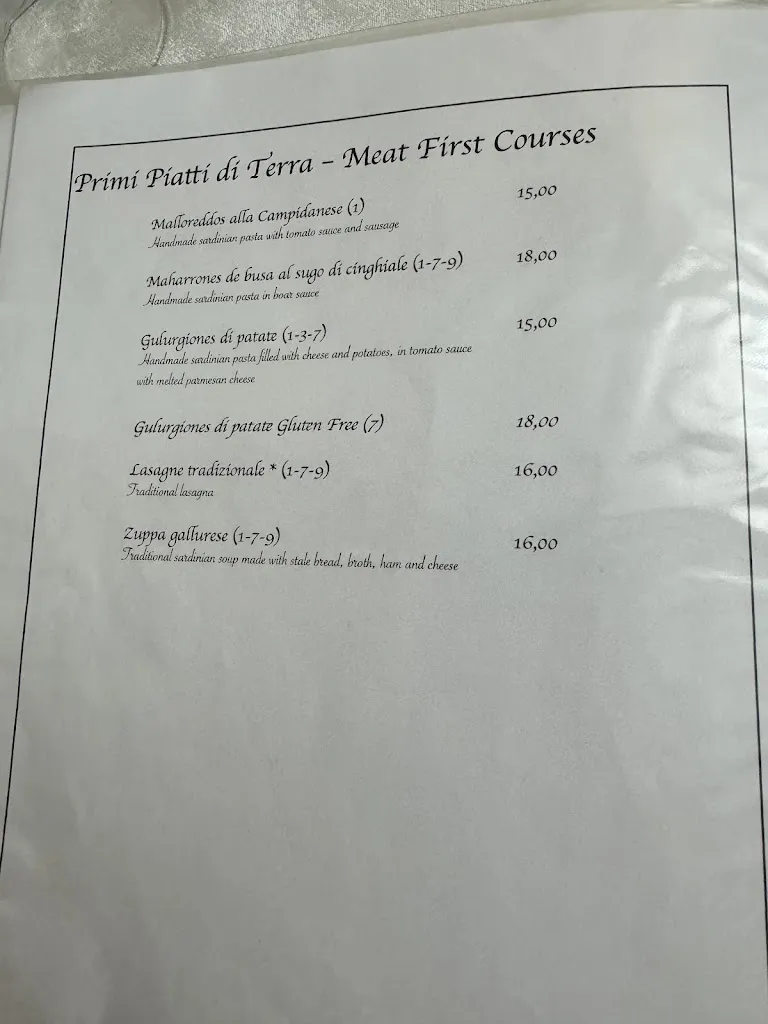 Primi Piatti di Terra – Meat First Courses
Malloreddos alla Campidanese (1) 15,00
Handmade sardinian pasta with tomato sauce and sausage
Maharrones de busa al sugo di cinghiale (1-7-9) 18,00
Handmade sardinian pasta in boar sauce
Gulurgiones di patate (1-3-7) 15,00
Handmade sardinian pasta filled with cheese and potatoes, in tomato sauce
with melted parmesan cheese
Gulurgiones di patate Gluten Free (7) 18,00
Lasagne tradizionale * (1-7-9) 16,00
Traditional lasagna
Zuppa gallurese (1-7-9) 16,00
Traditional sardinian soup made with stale bread, broth, ham and cheese